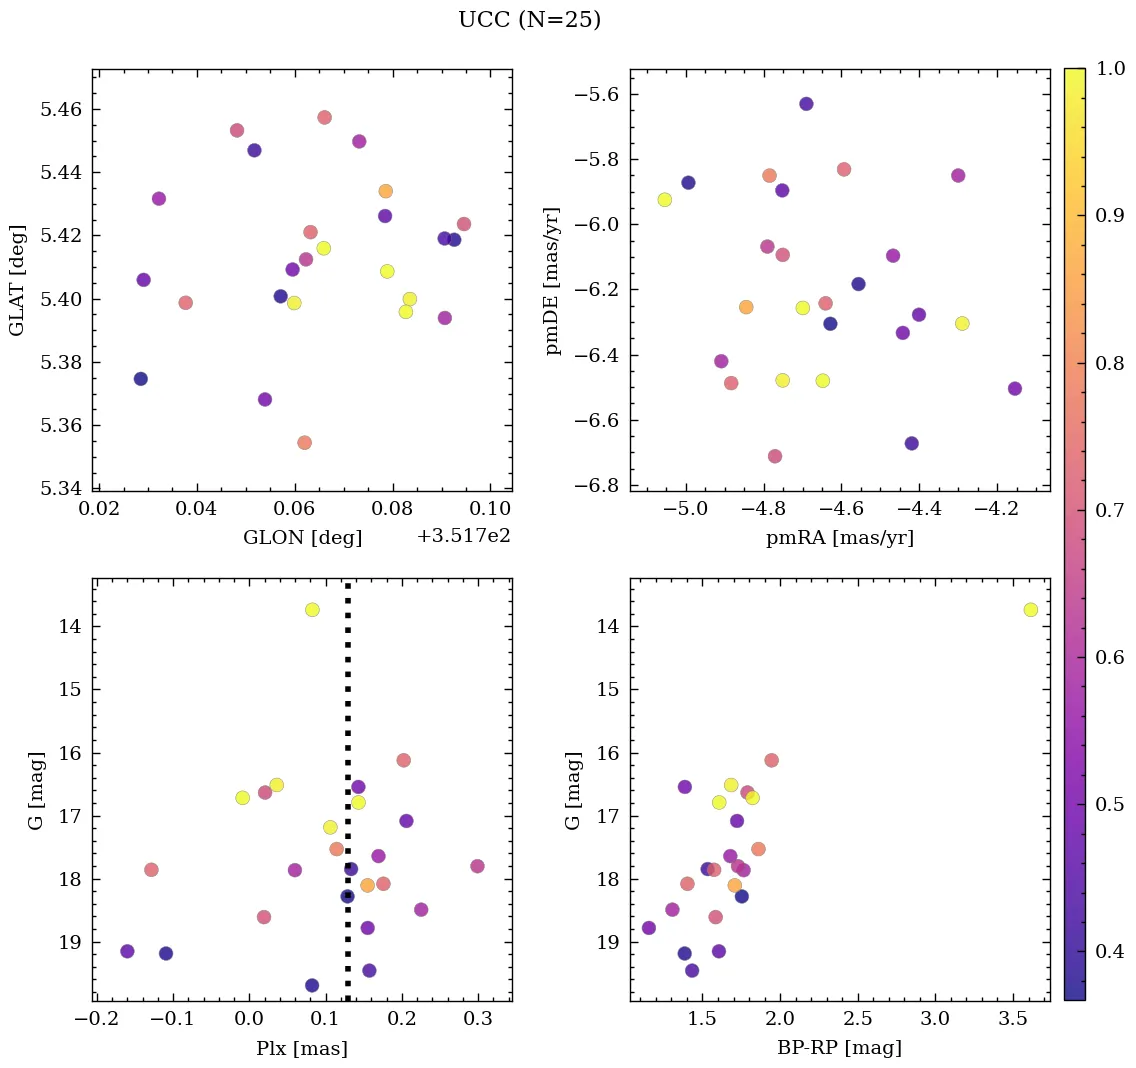 UCC (N=25)
5.46
5.44
5.42
5.40
5.38
5.36
5.34
GLAT [deg]
0.02 0.04 0.06 0.08 0.10
GLON [deg]
+3.517e2
−5.6
−5.8
−6.0
−6.2
−6.4
−6.6
−6.8
pmDE [mas/yr]
−5.0 −4.8 −4.6 −4.4 −4.2
pmRA [mas/yr]
14
15
16
17
18
19
G [mag]
−0.2 −0.1 0.0 0.1 0.2 0.3
Plx [mas]
14
15
16
17
18
19
G [mag]
1.5 2.0 2.5 3.0 3.5
BP-RP [mag]
1.0
0.9
0.8
0.7
0.6
0.5
0.4